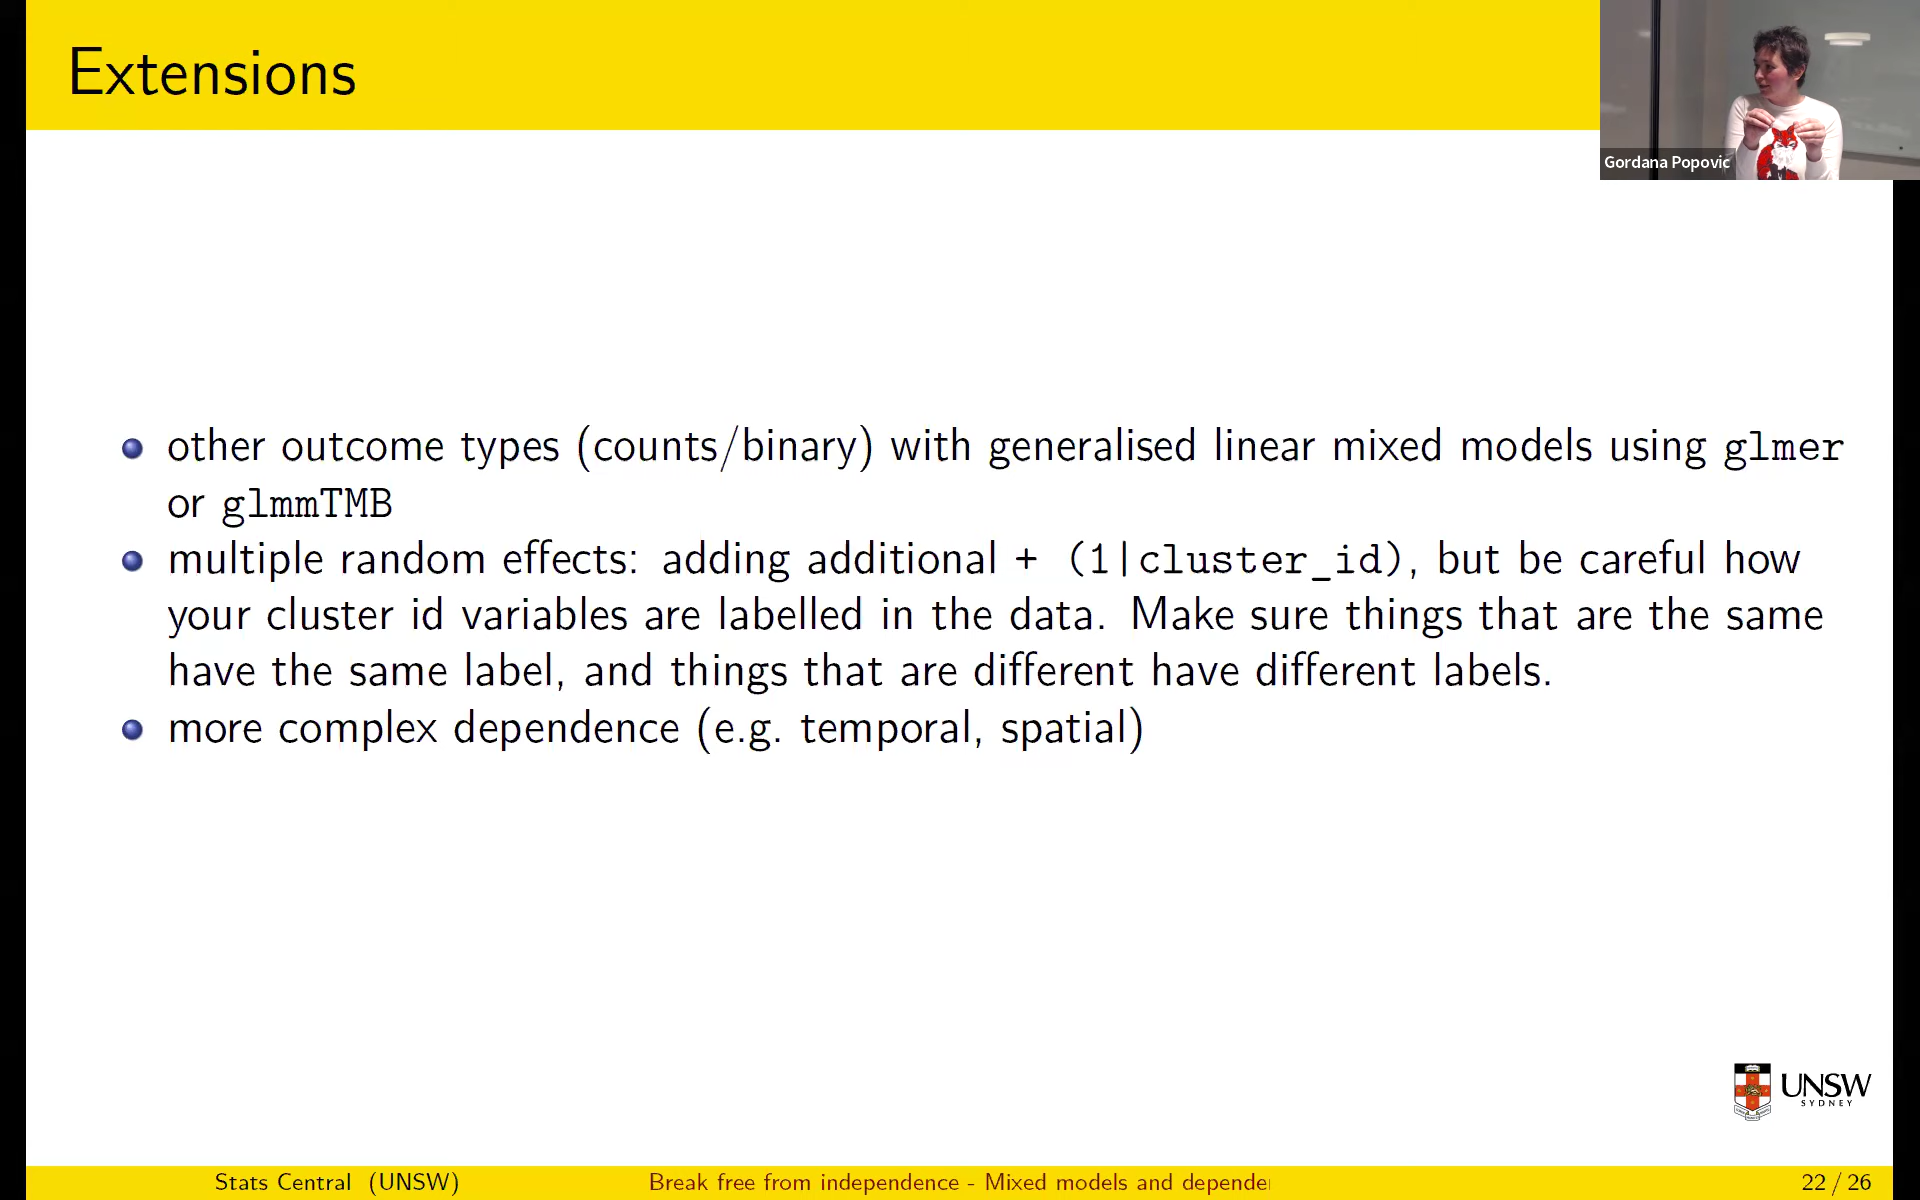 Extensions
Gordana Popovic
other outcome types (counts/binary) with generalised linear mixed models using glmer
or glmmTMB
multiple random effects: adding additional + (1|cluster_id), but be careful how
your cluster id variables are labelled in the data. Make sure things that are the same
have the same label, and things that are different have different labels.
more complex dependence (e.g. temporal, spatial)
UNSW
SYDNEY
Stats Central (UNSW)
Break free from independence - Mixed models and depende
22 / 26